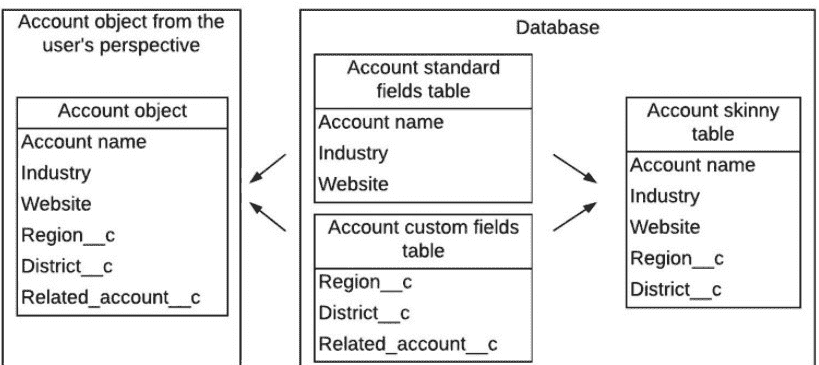 Account object from the
user's perspective
Account object
Account name
Industry
Website
Region__c
District__c
Related_account__c
Database
Account standard
fields table
Account name
Industry
Website
Account custom fields
table
Region__c
District__c
Related_account__c
Account skinny
table
Account name
Industry
Website
Region__c
District__c